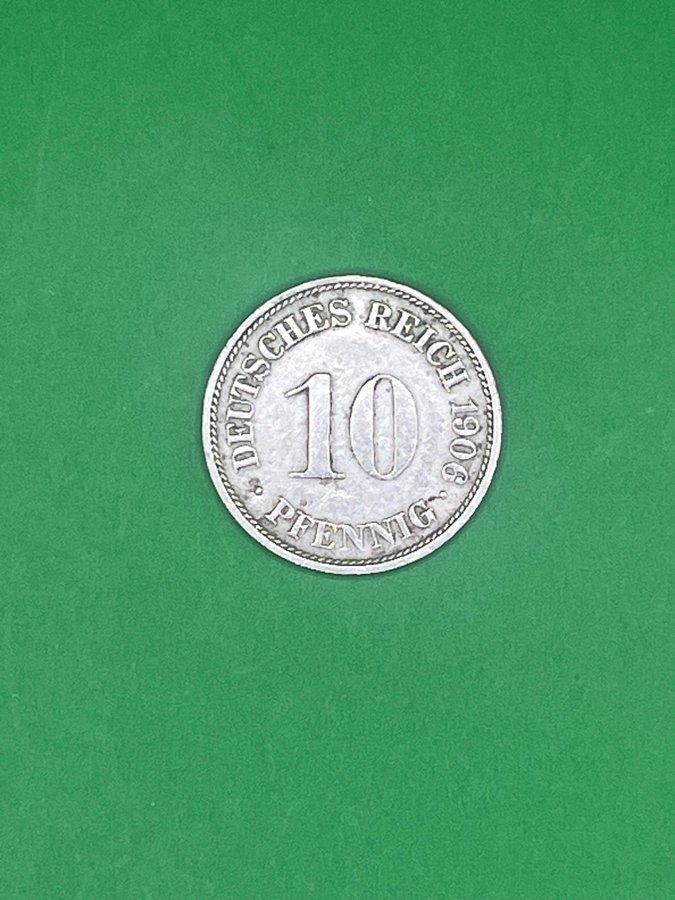 DEUTSCHES REICH 1906
10
PFENNIG